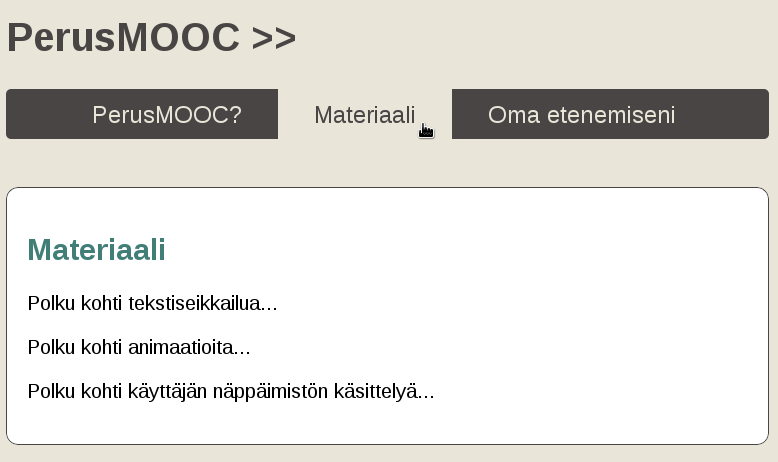 PerusMOOC >>
PerusMOOC? Materiaali Oma etenemiseni
Materiaali
Polku kohti tekstiseikkailua...
Polku kohti animaatioita...
Polku kohti käyttäjän näppäimistön käsittelyä...